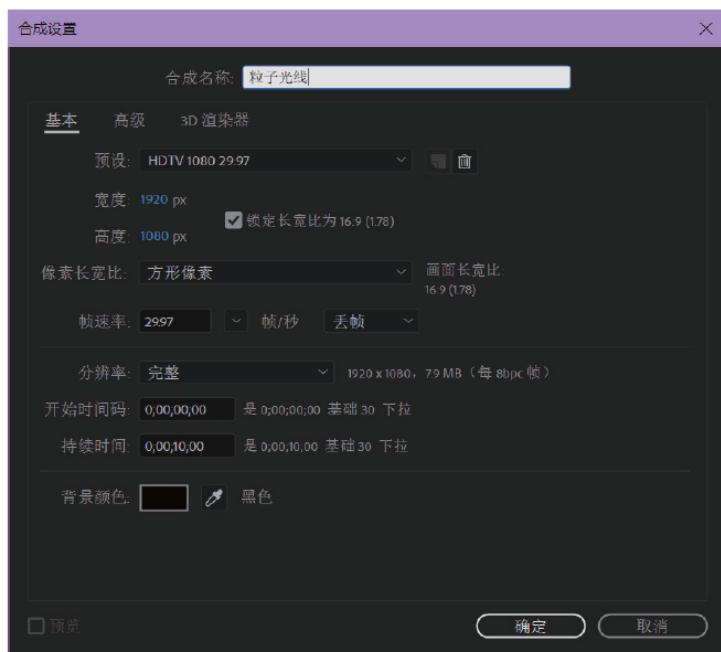 合成设置
合成名称: 粒子光线
基本 高级 3D 渲染器
预设: HDTV 1080 29.97
宽度: 1920 px
锁定长宽比为 16:9 (1.78)
高度: 1080 px
像素长宽比: 方形像素 画面长宽比:
16:9 (1.78)
帧速率: 29.97 帧/秒 丢帧
分辨率: 完整 1920 x 1080，7.9 MB（每 8bpc 帧）
开始时间码: 0;00;00;00 是 0;00;00;00 基础 30 下拉
持续时间: 0;00;10;00 是 0;00;10;00 基础 30 下拉
背景颜色: 黑色
预览 确定 取消